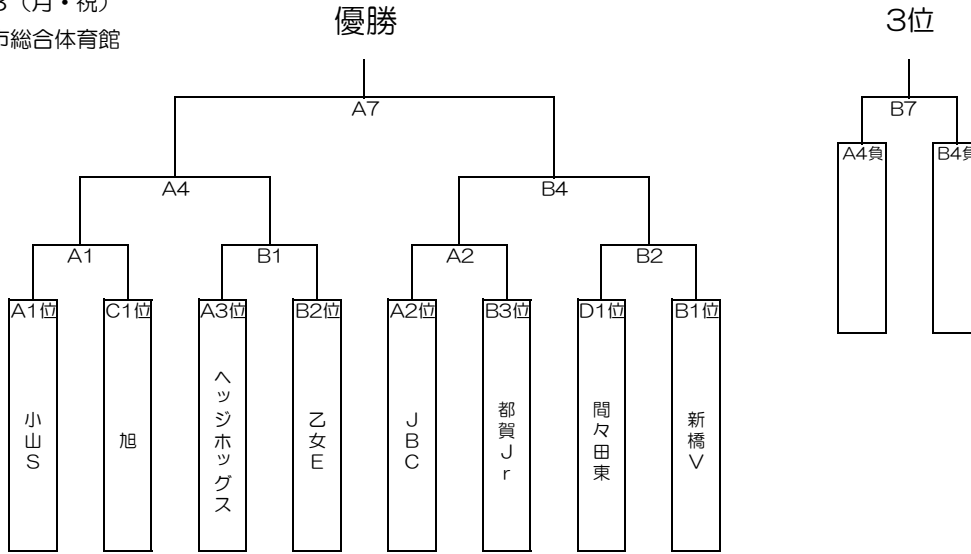 （月・祝）
市総合体育館
優勝
3位
A7
B7
A4負
B4負
A4
B4
A1
B1
A2
B2
A1位
C1位
A3位
B2位
A2位
B3位
D1位
B1位
小山S
旭
ヘッジホッグス
乙女E
JBC
都賀Jr
間々田東
新橋V